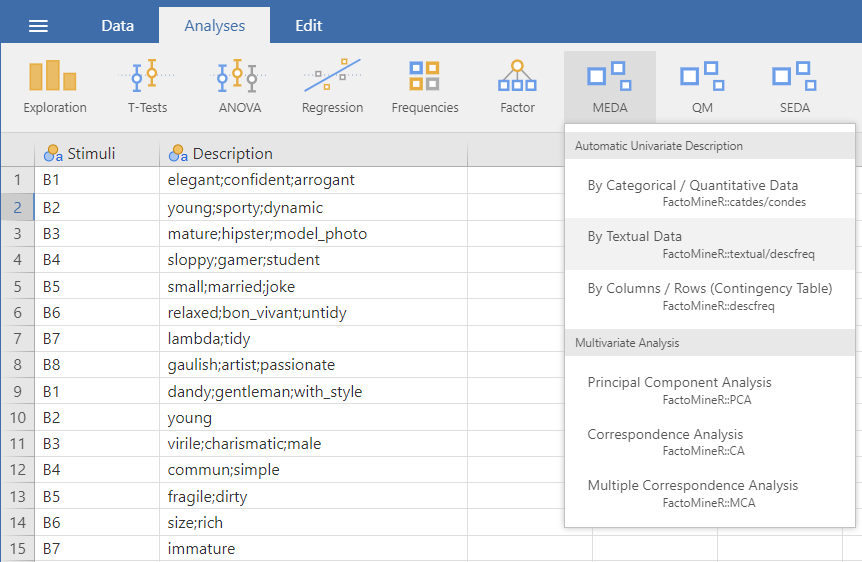 Data Analyses Edit
Exploration T-Tests ANOVA Regression Frequencies Factor MEDA QM SEDA
a Stimuli a Description
1 B1 elegant;confident;arrogant
2 B2 young;sporty;dynamic
3 B3 mature;hipster;model_photo
4 B4 sloppy;gamer;student
5 B5 small;married;joke
6 B6 relaxed;bon_vivant;untidy
7 B7 lambda;tidy
8 B8 gaulish;artist;passionate
9 B1 dandy;gentleman;with_style
10 B2 young
11 B3 virile;charismatic;male
12 B4 commun;simple
13 B5 fragile;dirty
14 B6 size;rich
15 B7 immature
Automatic Univariate Description
By Categorical / Quantitative Data
FactoMineR::catdes/condes
By Textual Data
FactoMineR::textual/descfreq
By Columns / Rows (Contingency Table)
FactoMineR::descfreq
Multivariate Analysis
Principal Component Analysis
FactoMineR::PCA
Correspondence Analysis
FactoMineR::CA
Multiple Correspondence Analysis
FactoMineR::MCA